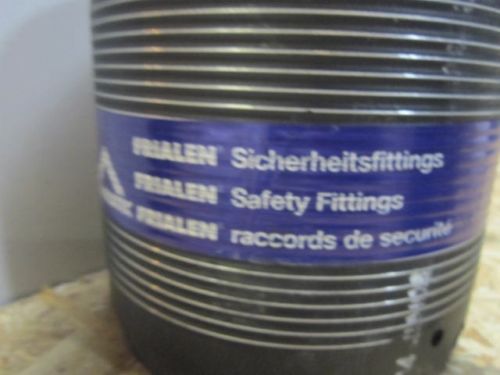 FRIALEN Sicherheitsfittings
FRIALEN Safety Fittings
FRIALEN raccords de securité